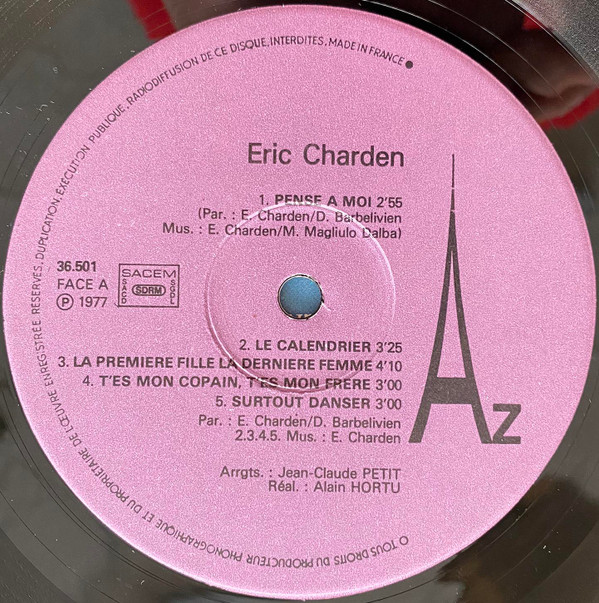 O TOUS DROITS DU PRODUCTEUR PHONOGRAPHIQUE ET DU PROPRIETAIRE DE L'ŒUVRE ENREGISTREE RESERVES. DUPLICATION, EXECUTION PUBLIQUE, RADIODIFFUSION DE CE DISQUE, INTERDITES. MADE IN FRANCE
Eric Charden
1. PENSE A MOI 2'55
(Par. : E. Charden/D. Barbelivien
Mus. : E. Charden/M. Magliulo Dalba)
36.501
FACE A
Ⓟ 1977
SACEM
SACD
SDRM
SGDL
2. LE CALENDRIER 3'25
3. LA PREMIERE FILLE LA DERNIERE FEMME 4'10
4. T'ES MON COPAIN, T'ES MON FRERE 3'00
5. SURTOUT DANSER 3'00
Par. : E. Charden/D. Barbelivien
2.3.4.5. Mus. : E. Charden
Az
Arrgts. : Jean-Claude PETIT
Réal. : Alain HORTU